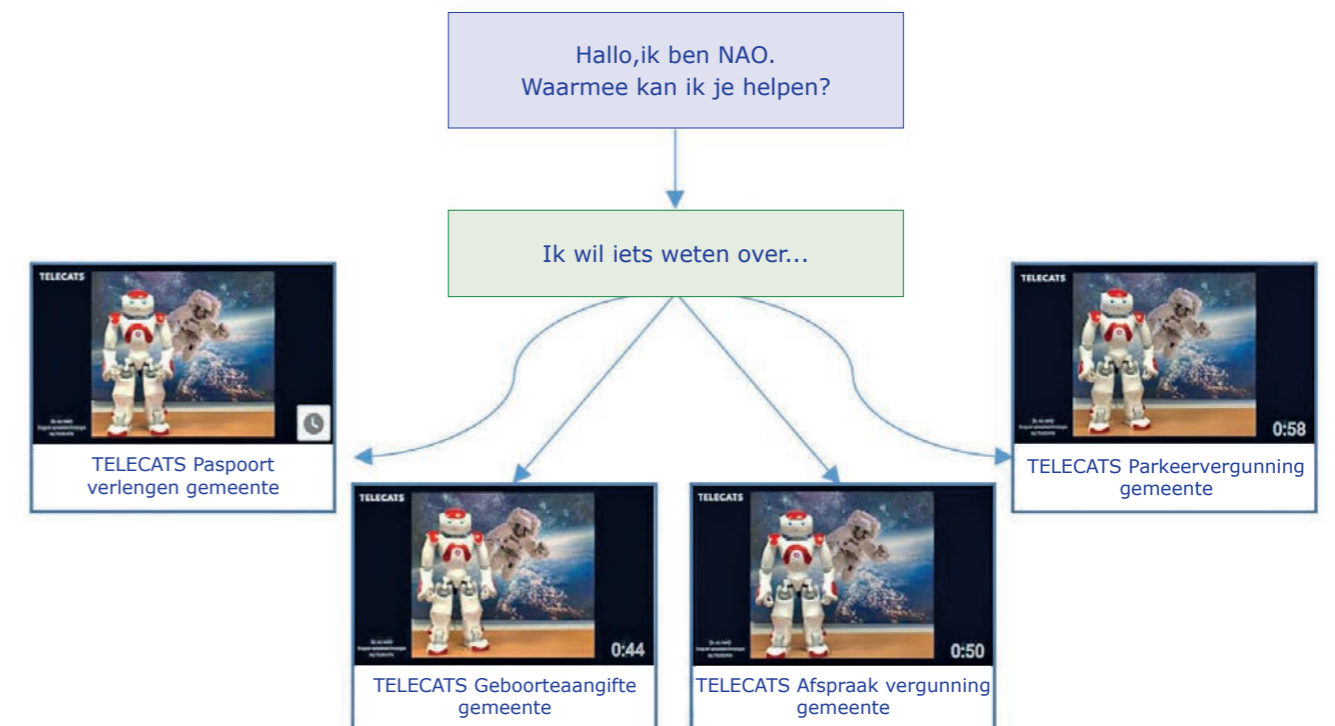 Hallo,ik ben NAO.
Waarmee kan ik je helpen?
Ik wil iets weten over...
TELECATS
TELECATS Paspoort
verlengen gemeente
TELECATS
0:58
TELECATS Parkeervergunning
gemeente
TELECATS
0:44
TELECATS Geboorteaangifte
gemeente
TELECATS
0:50
TELECATS Afspraak vergunning
gemeente